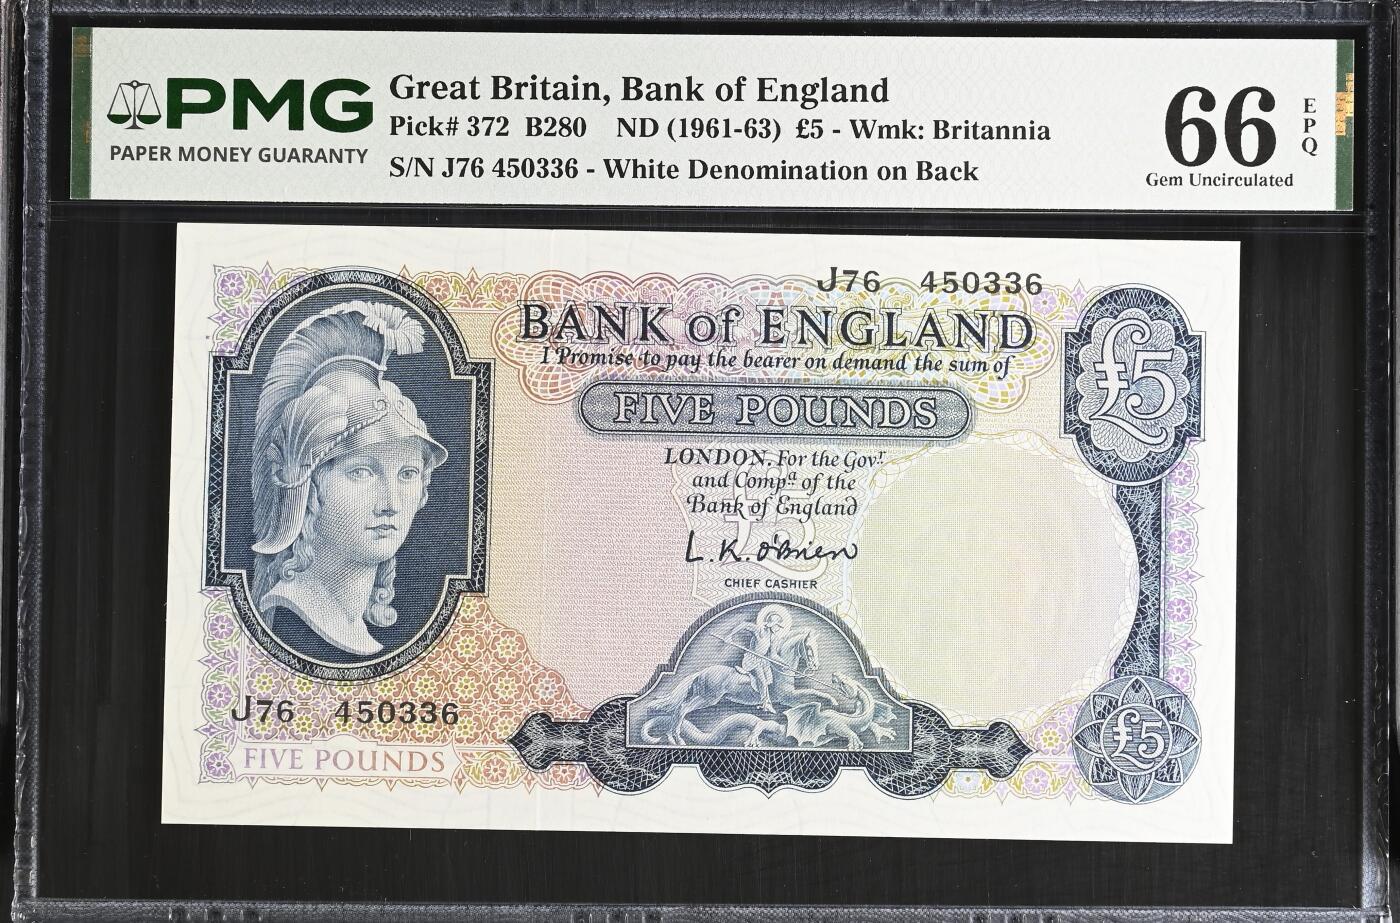 PMG
PAPER MONEY GUARANTY
Great Britain, Bank of England
Pick# 372 B280 ND (1961-63) £5 - Wmk: Britannia
S/N J76 450336 - White Denomination on Back
66
EPQ
Gem Uncirculated
J76 450336
BANK of ENGLAND
I Promise to pay the bearer on demand the sum of
FIVE POUNDS
£5
LONDON. For the Govr.
and Compa. of the
Bank of England
£5
L.K. O'Brien
CHIEF CASHIER
J76 450336
FIVE POUNDS
£5